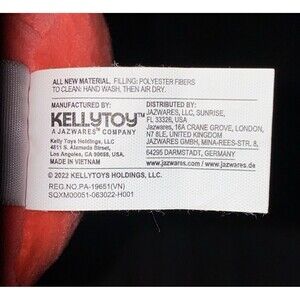 ALL NEW MATERIAL. FILLING: POLYESTER FIBERS
TO CLEAN: HAND WASH, THEN AIR DRY.
MANUFACTURED BY:
KELLYTOY™
A JAZWARES™ COMPANY
Kelly Toys Holdings, LLC
4811 S. Alameda Street,
Los Angeles, CA 90058, USA.
MADE IN VIETNAM
DISTRIBUTED BY:
JAZWARES, LLC, SUNRISE,
FL 33326, USA
Jazwares, 16A CRANE GROVE, LONDON,
N7 8LE, UNITED KINGDOM
JAZWARES GMBH, MINA-REES-STR. 8,
64295 DARMSTADT, GERMANY
www.jazwares.com / www.jazwares.de
© 2022 KELLYTOYS HOLDINGS, LLC.
REG.NO.PA-19651(VN)
SQXM00051-063022-H001